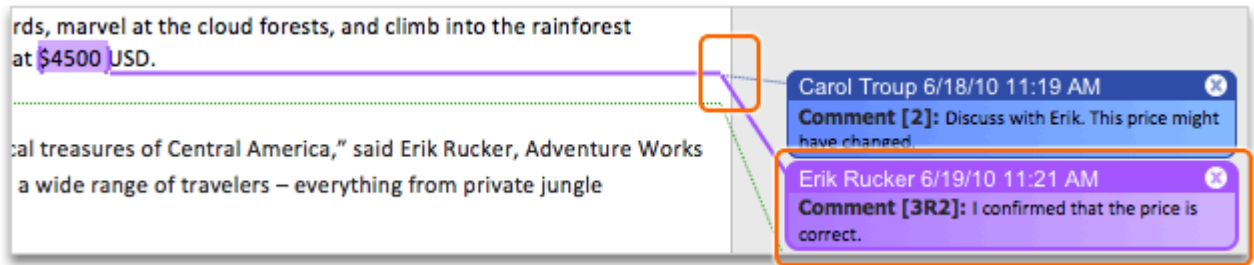 rds, marvel at the cloud forests, and climb into the rainforest
at $4500 USD.
cal treasures of Central America,” said Erik Rucker, Adventure Works
a wide range of travelers – everything from private jungle
Carol Troup 6/18/10 11:19 AM
Comment [2]: Discuss with Erik. This price might
have changed.
Erik Rucker 6/19/10 11:21 AM
Comment [3R2]: I confirmed that the price is
correct.